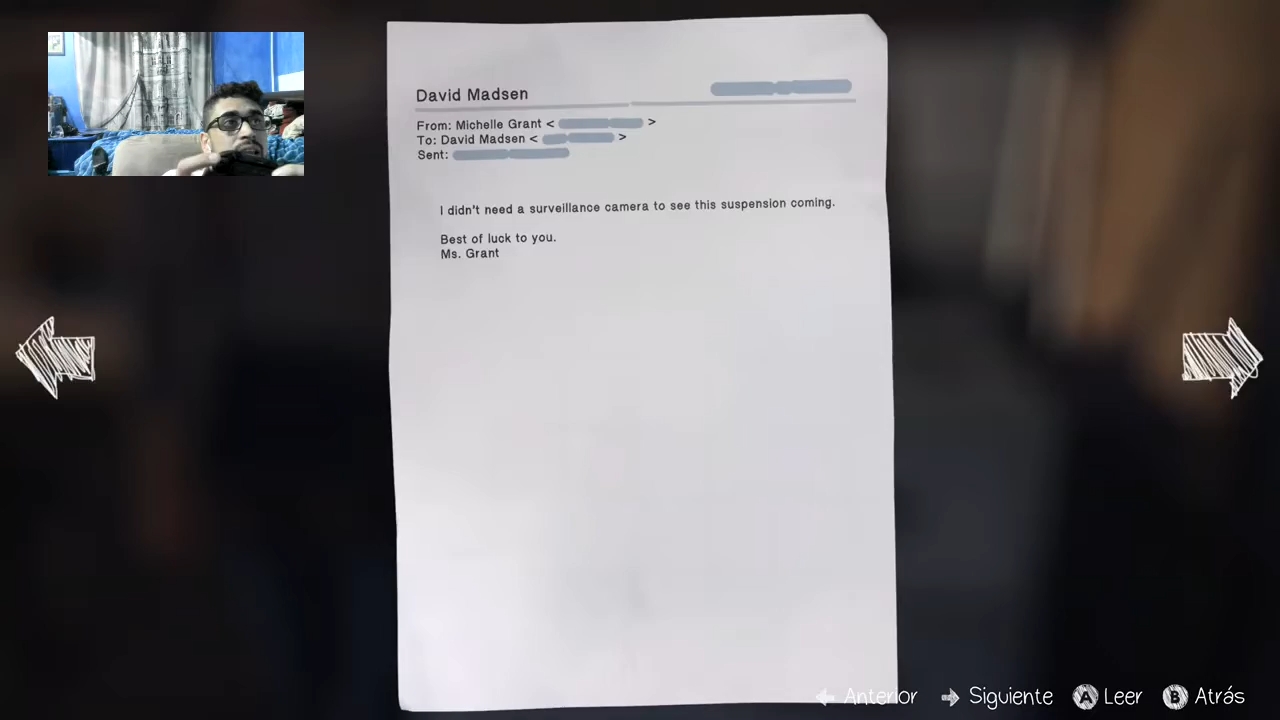 David Madsen
From: Michelle Grant < >
To: David Madsen < >
Sent:
I didn't need a surveillance camera to see this suspension coming.
Best of luck to you.
Ms. Grant
Anterior
Siguiente
A Leer
B Atrás